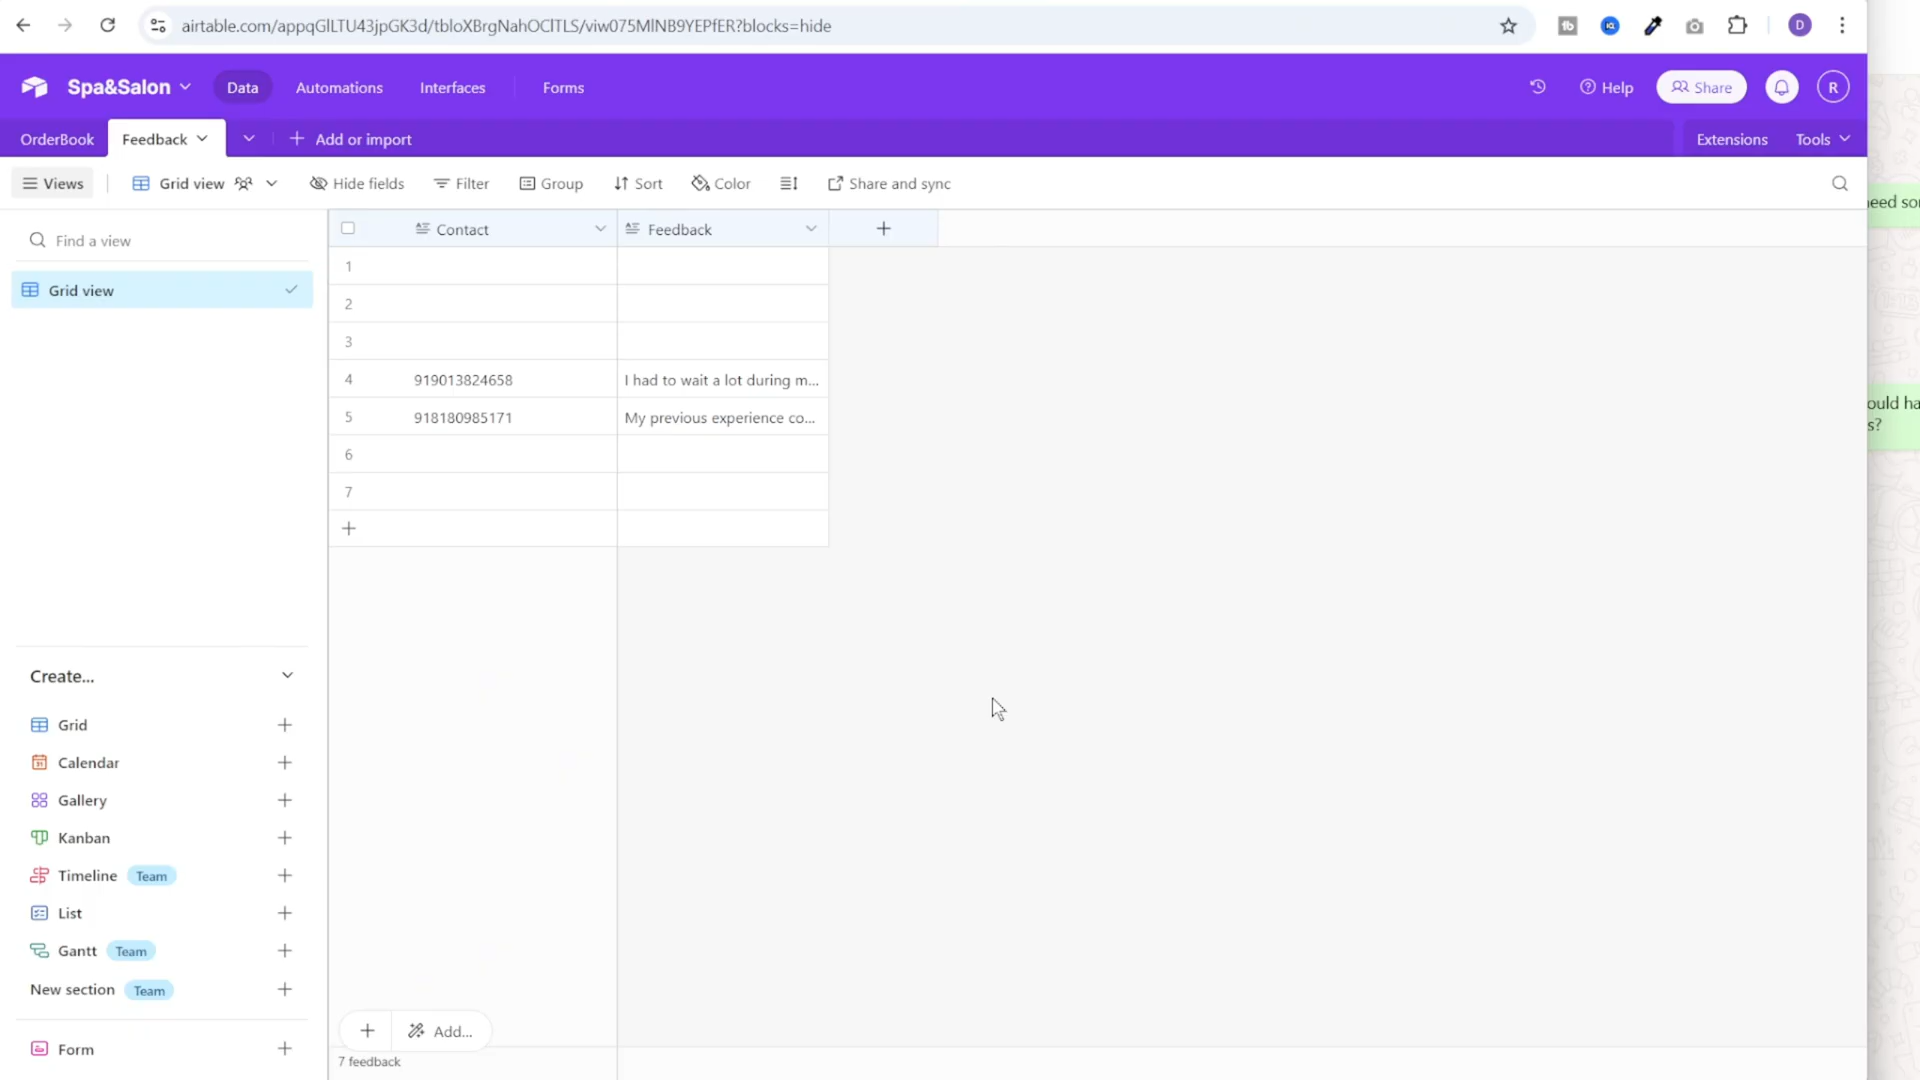 airtable.com/appqGlLTU43jpGK3d/tbloXBrgNahOClTLS/viw075MlNB9YEPfER?blocks=hide
D
Spa&Salon
Data
Automations
Interfaces
Forms
Help
Share
R
OrderBook
Feedback
Add or import
Extensions
Tools
Views
Grid view
Hide fields
Filter
Group
Sort
Color
Share and sync
Find a view
Grid view
Contact
Feedback
1
2
3
4 919013824658 I had to wait a lot during m...
5 918180985171 My previous experience co...
6
7
Create...
Grid
Calendar
Gallery
Kanban
Timeline Team
List
Gantt Team
New section Team
Form
Add...
7 feedback
eed so
ould ha
s?